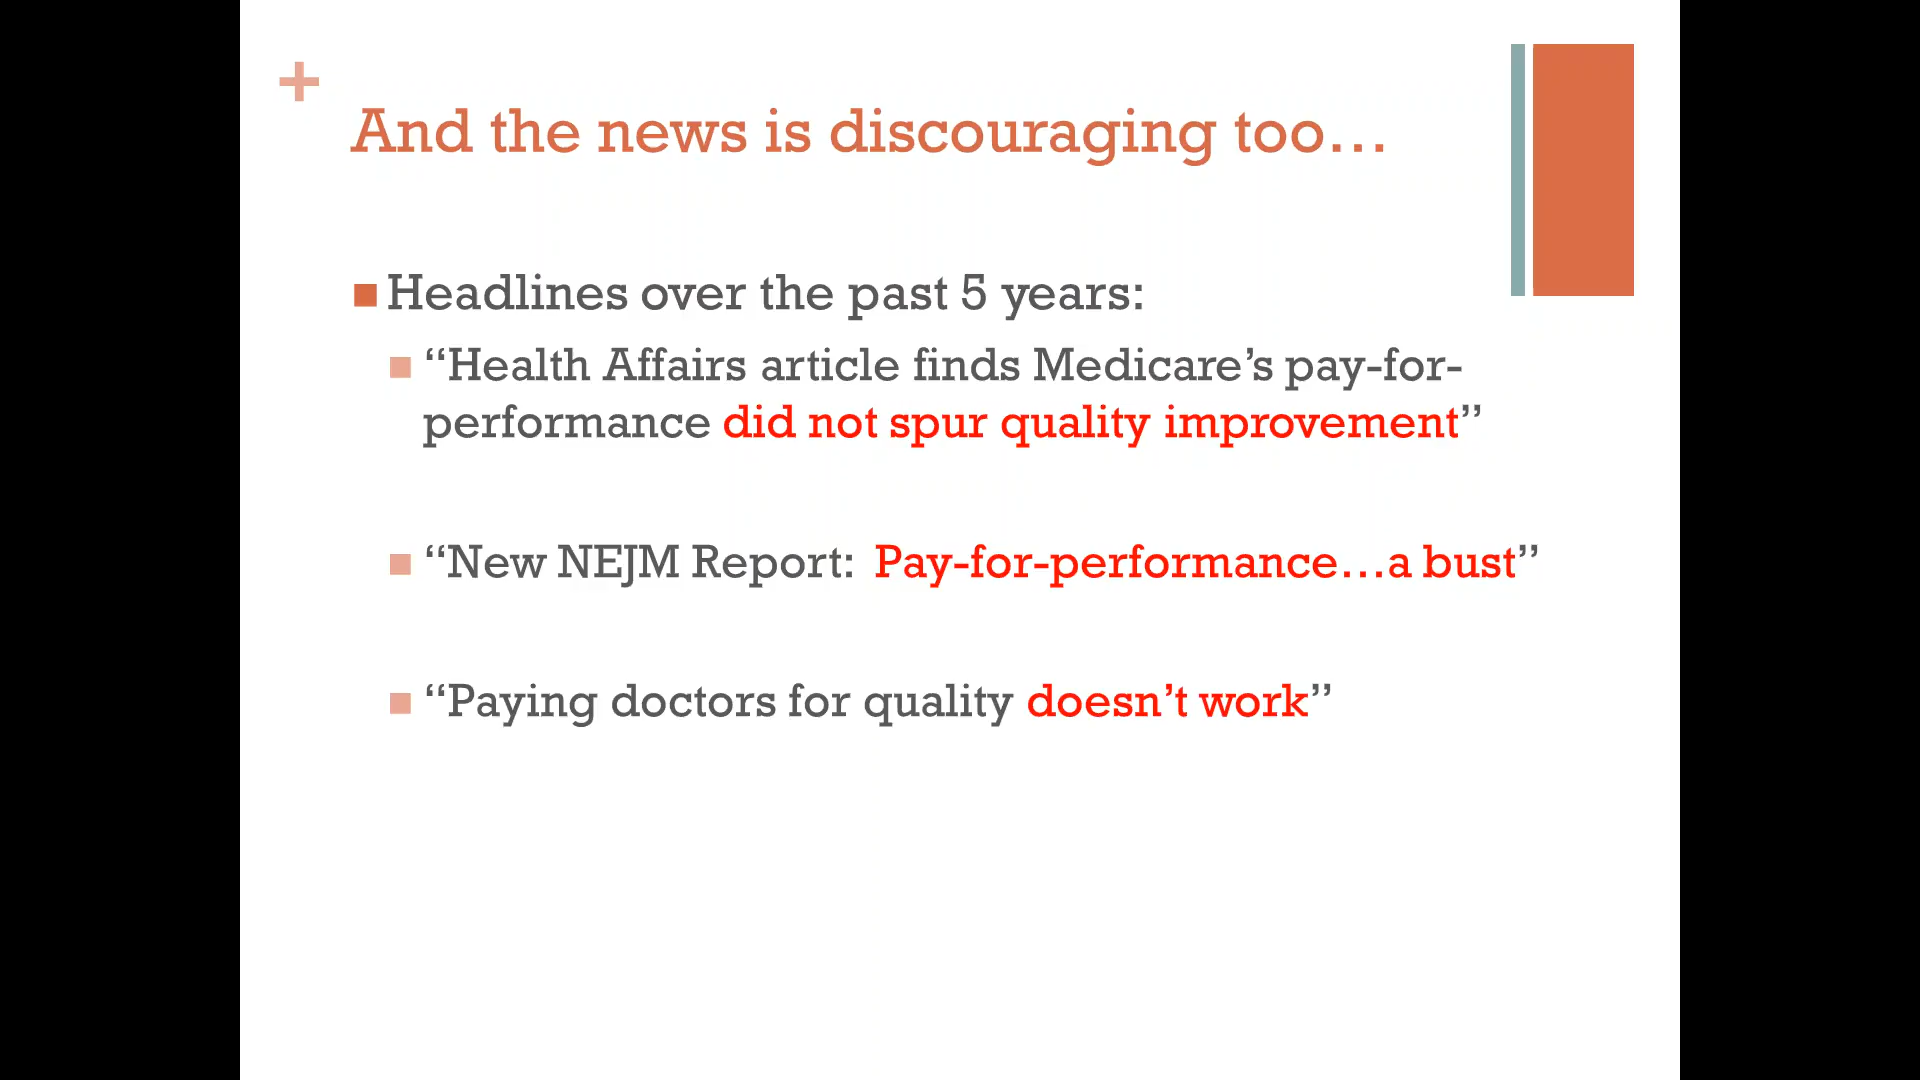 +
And the news is discouraging too…
Headlines over the past 5 years:
“Health Affairs article finds Medicare’s pay-for-
performance did not spur quality improvement”
“New NEJM Report:  Pay-for-performance…a bust”
“Paying doctors for quality doesn’t work”